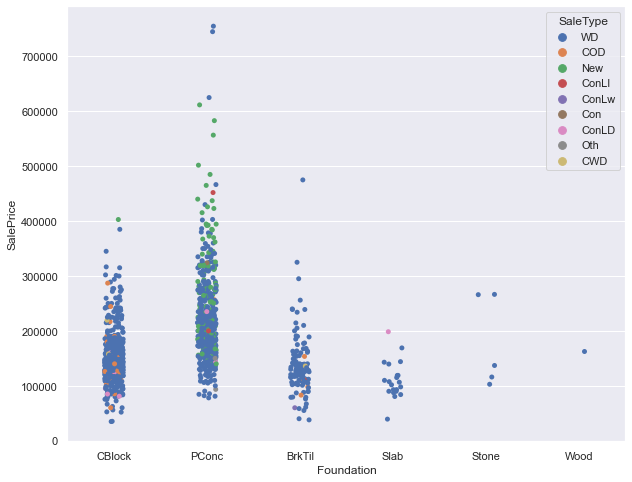 SaleType
WD
COD
New
ConLI
ConLw
Con
ConLD
Oth
CWD
700000
600000
500000
400000
300000
200000
100000
0
SalePrice
CBlock PConc BrkTil Slab Stone Wood
Foundation